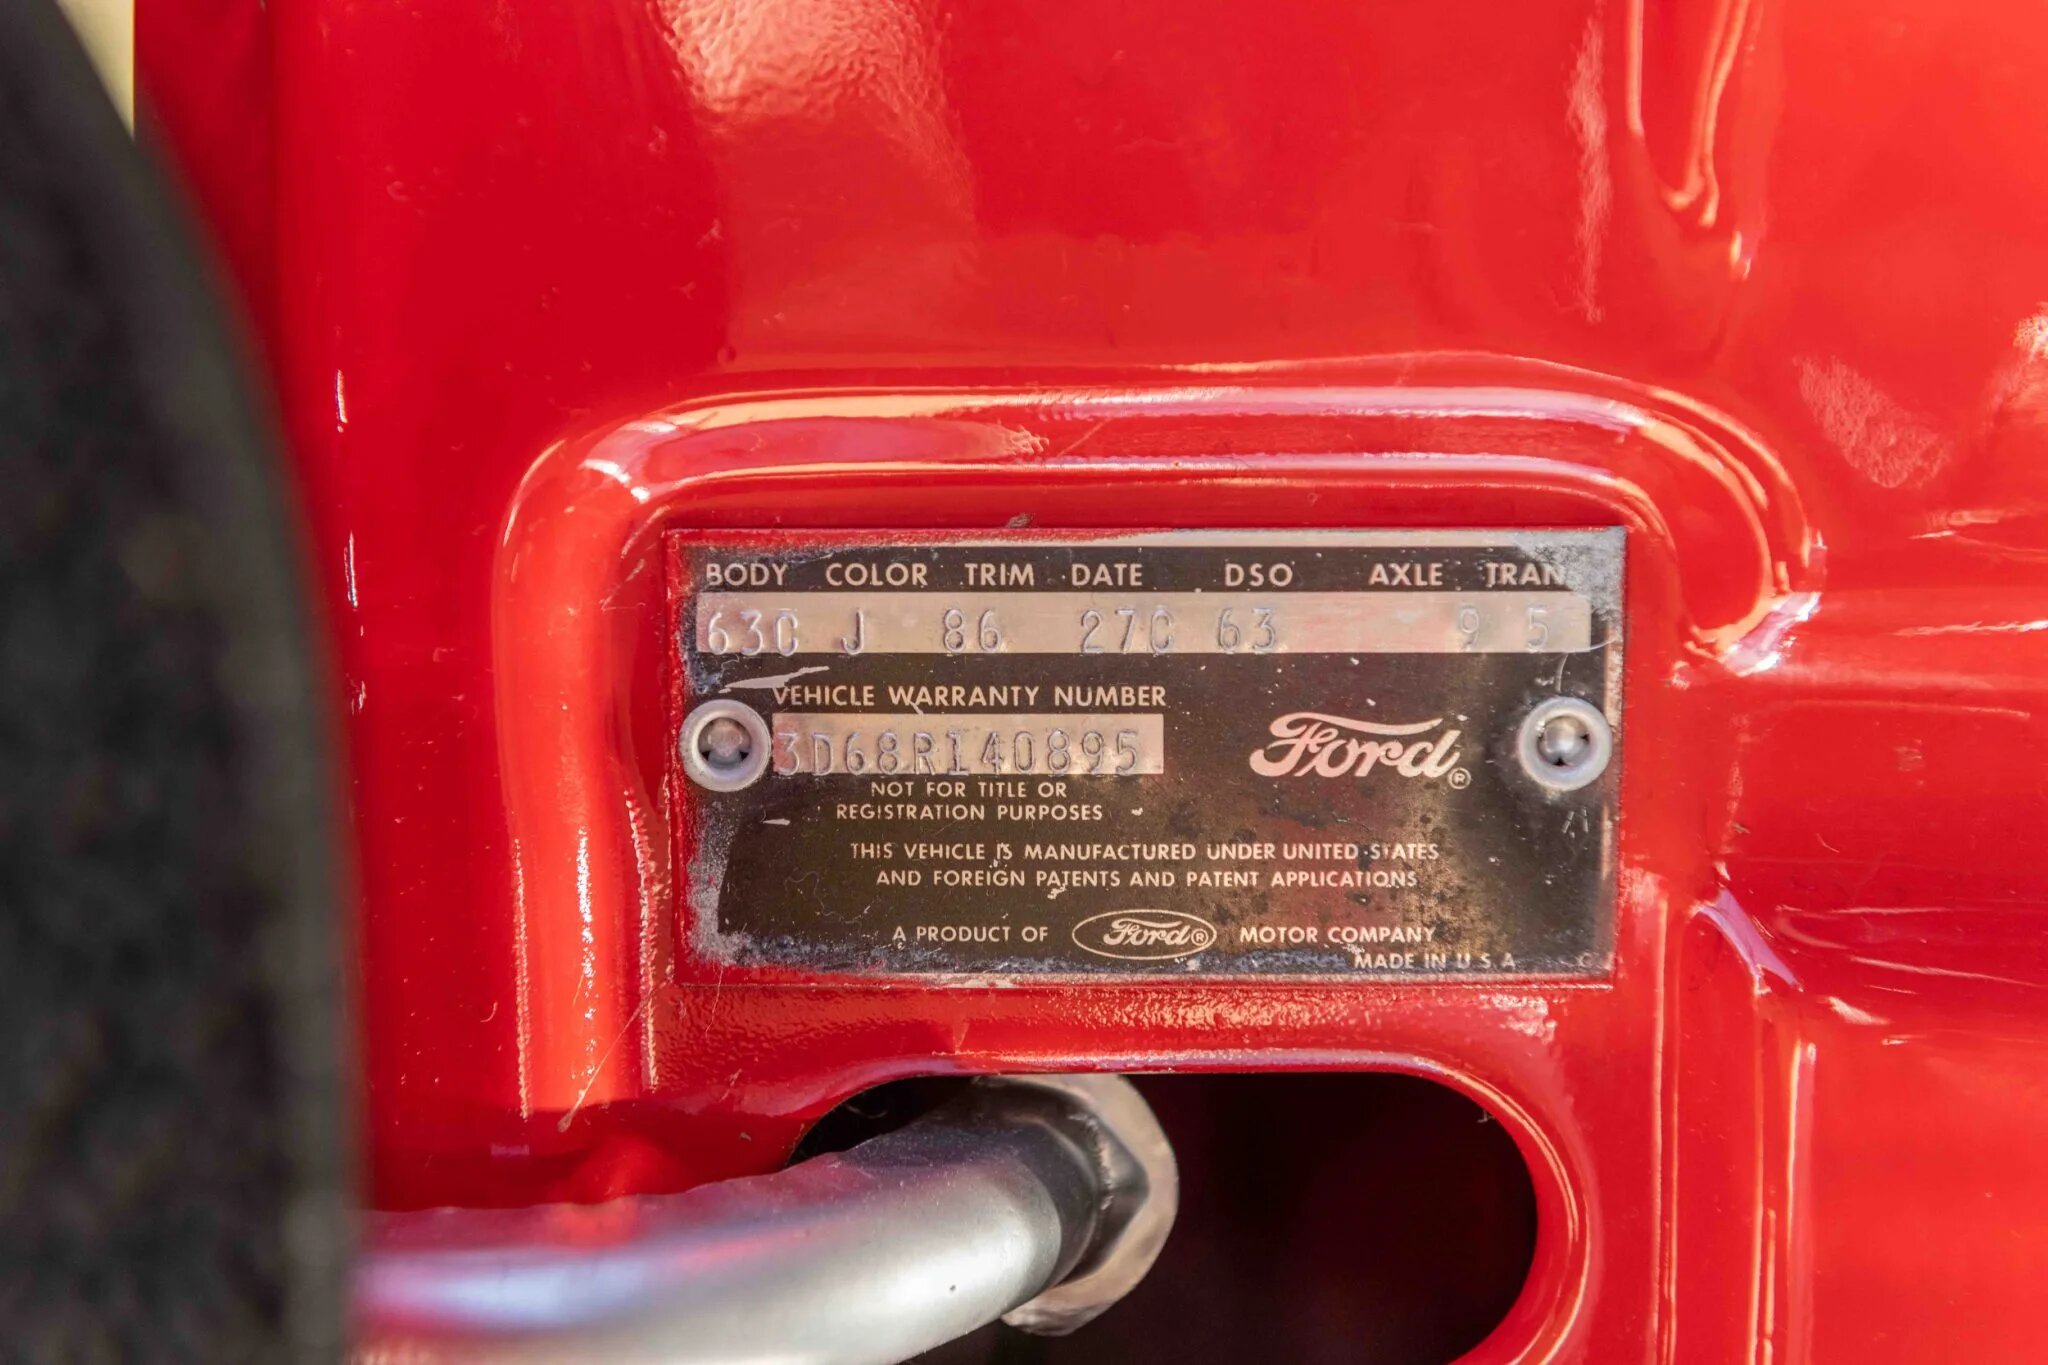 BODY COLOR TRIM DATE DSO AXLE TRAN
63C J 86 27C 63 9 5
VEHICLE WARRANTY NUMBER
3D68R140895
Ford®
NOT FOR TITLE OR
REGISTRATION PURPOSES
THIS VEHICLE IS MANUFACTURED UNDER UNITED STATES
AND FOREIGN PATENTS AND PATENT APPLICATIONS
A PRODUCT OF Ford® MOTOR COMPANY
MADE IN U S A